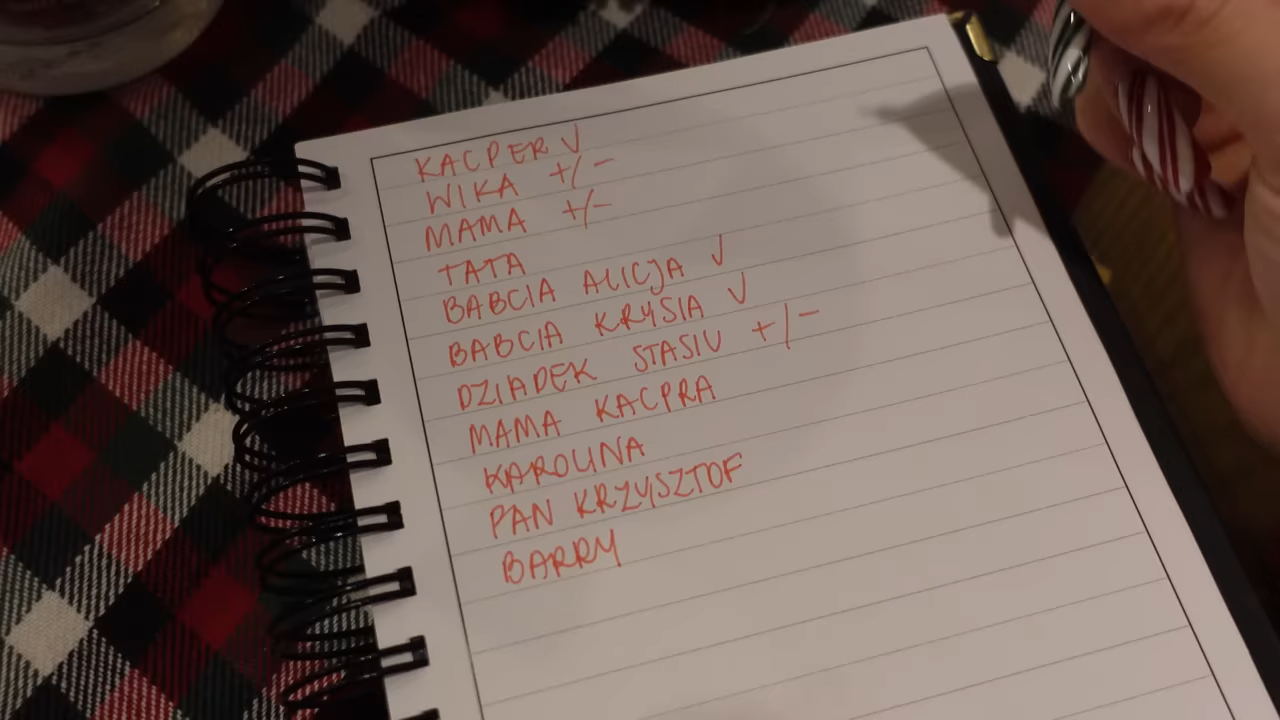 KACPER √
WIKA +/-
MAMA +/-
TATA
BABCIA ALICJA √
BABCIA KRYSIA √
DZIADEK STASIU +/-
MAMA KACPRA
KAROLINA
PAN KRZYSZTOF
BARRY